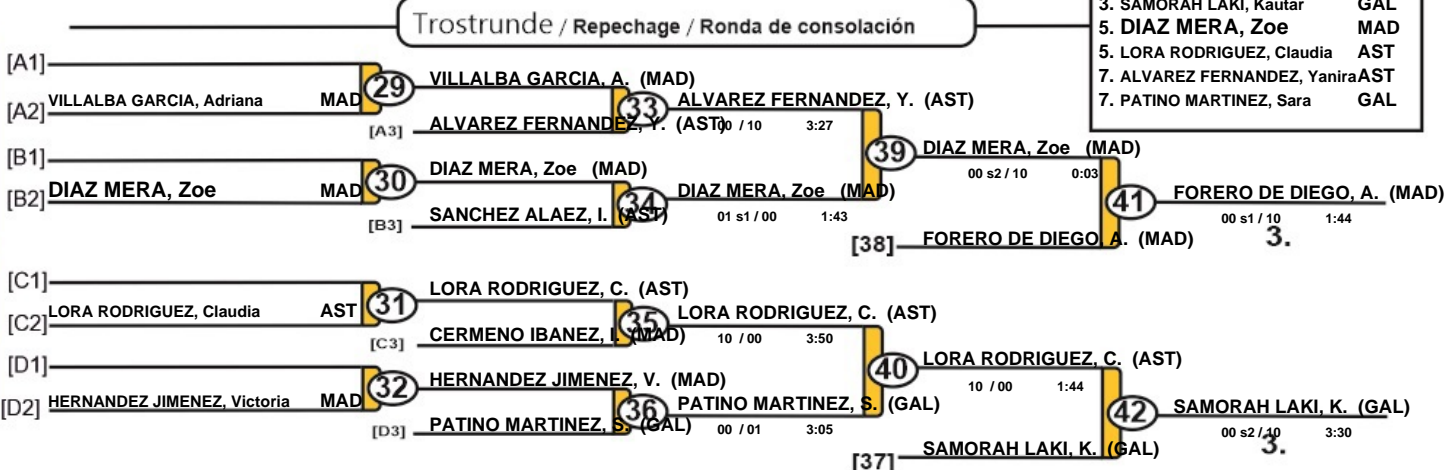 3. SAMORAH LAKI, Kautar GAL
5. DIAZ MERA, Zoe MAD
5. LORA RODRIGUEZ, Claudia AST
7. ALVAREZ FERNANDEZ, Yanira AST
7. PATINO MARTINEZ, Sara GAL
Trostrunde / Repechage / Ronda de consolación
[A1]
[A2] VILLALBA GARCIA, Adriana MAD
29
VILLALBA GARCIA, A. (MAD)
[A3] ALVAREZ FERNANDEZ, Y. (AST)
33
ALVAREZ FERNANDEZ, Y. (AST)
00 / 10 3:27
[B1]
[B2] DIAZ MERA, Zoe MAD
30
DIAZ MERA, Zoe (MAD)
[B3] SANCHEZ ALAEZ, I. (AST)
34
DIAZ MERA, Zoe (MAD)
01 s1 / 00 1:43
39
DIAZ MERA, Zoe (MAD)
00 s2 / 10 0:03
[38] FORERO DE DIEGO, A. (MAD)
41
FORERO DE DIEGO, A. (MAD)
00 s1 / 10 1:44
3.
[C1]
[C2] LORA RODRIGUEZ, Claudia AST
31
LORA RODRIGUEZ, C. (AST)
[C3] CERMENO IBANEZ, I. (MAD)
35
LORA RODRIGUEZ, C. (AST)
10 / 00 3:50
[D1]
[D2] HERNANDEZ JIMENEZ, Victoria MAD
32
HERNANDEZ JIMENEZ, V. (MAD)
[D3] PATINO MARTINEZ, S. (GAL)
36
PATINO MARTINEZ, S. (GAL)
00 / 01 3:05
40
LORA RODRIGUEZ, C. (AST)
10 / 00 1:44
[37] SAMORAH LAKI, K. (GAL)
42
SAMORAH LAKI, K. (GAL)
00 s2 / 10 3:30
3.